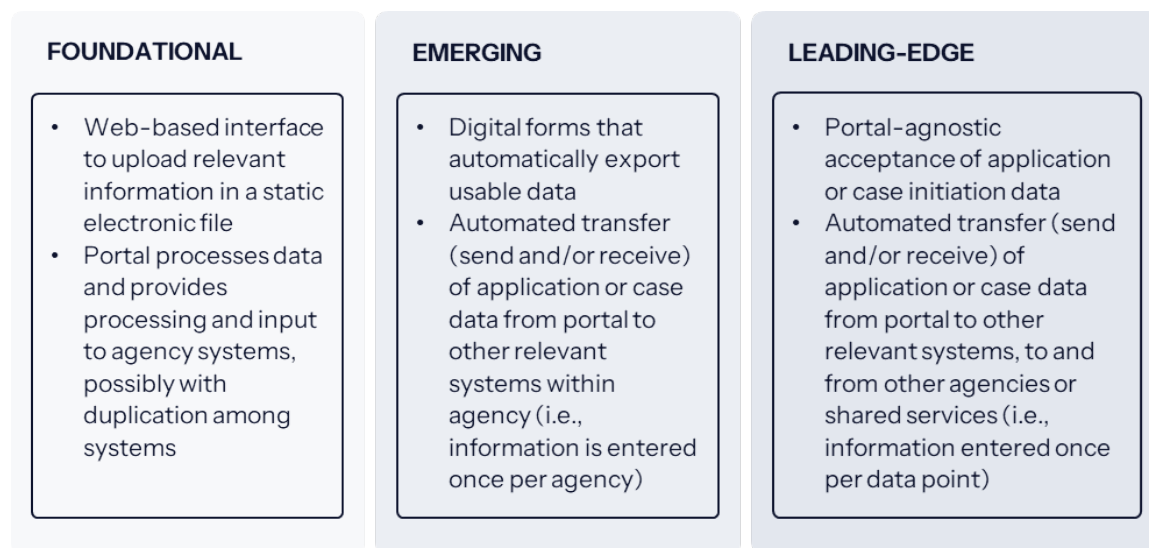 FOUNDATIONAL
• Web-based interface
to upload relevant
information in a static
electronic file
• Portal processes data
and provides
processing and input
to agency systems,
possibly with
duplication among
systems
EMERGING
• Digital forms that
automatically export
usable data
• Automated transfer
(send and/or receive)
of application or case
data from portal to
other relevant
systems within
agency (i.e.,
information is entered
once per agency)
LEADING-EDGE
• Portal-agnostic
acceptance of application
or case initiation data
• Automated transfer (send
and/or receive) of
application or case data
from portal to other
relevant systems, to and
from other agencies or
shared services (i.e.,
information entered once
per data point)